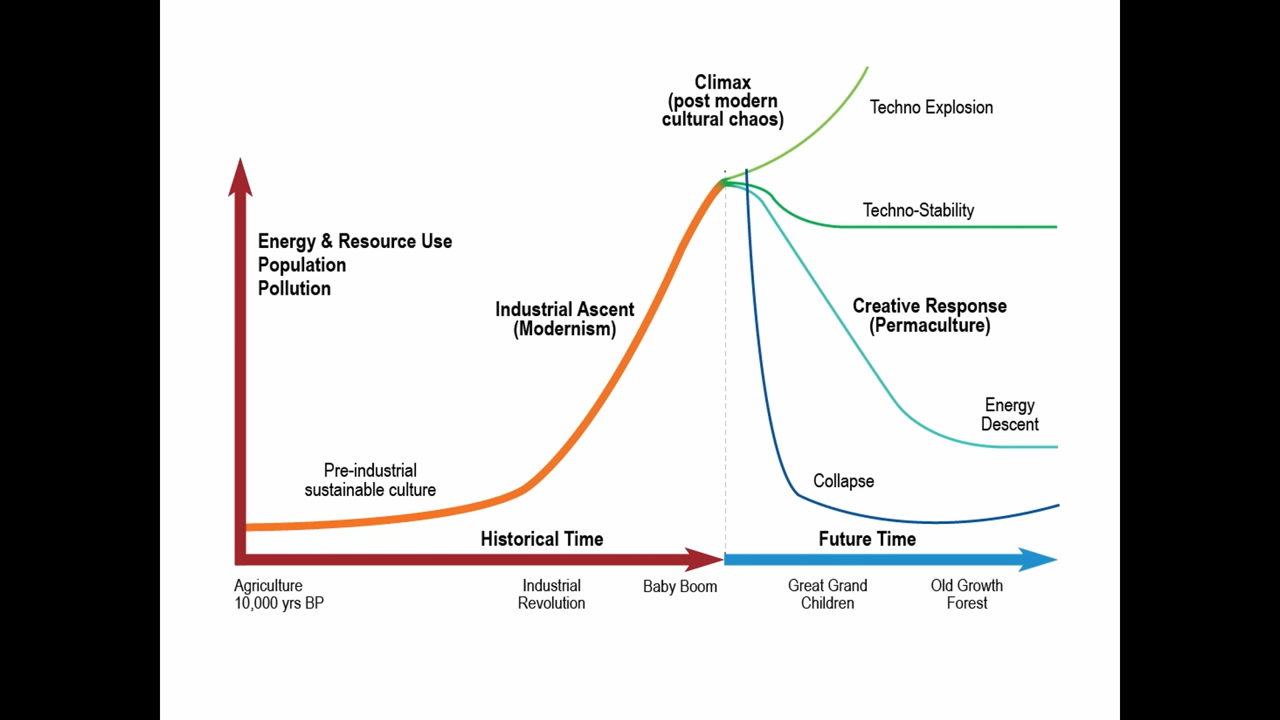 Climax
(post modern
cultural chaos)
Techno Explosion
Techno-Stability
Energy & Resource Use
Population
Pollution
Industrial Ascent
(Modernism)
Creative Response
(Permaculture)
Energy
Descent
Pre-industrial
sustainable culture
Collapse
Historical Time
Future Time
Agriculture
10,000 yrs BP
Industrial
Revolution
Baby Boom
Great Grand
Children
Old Growth
Forest